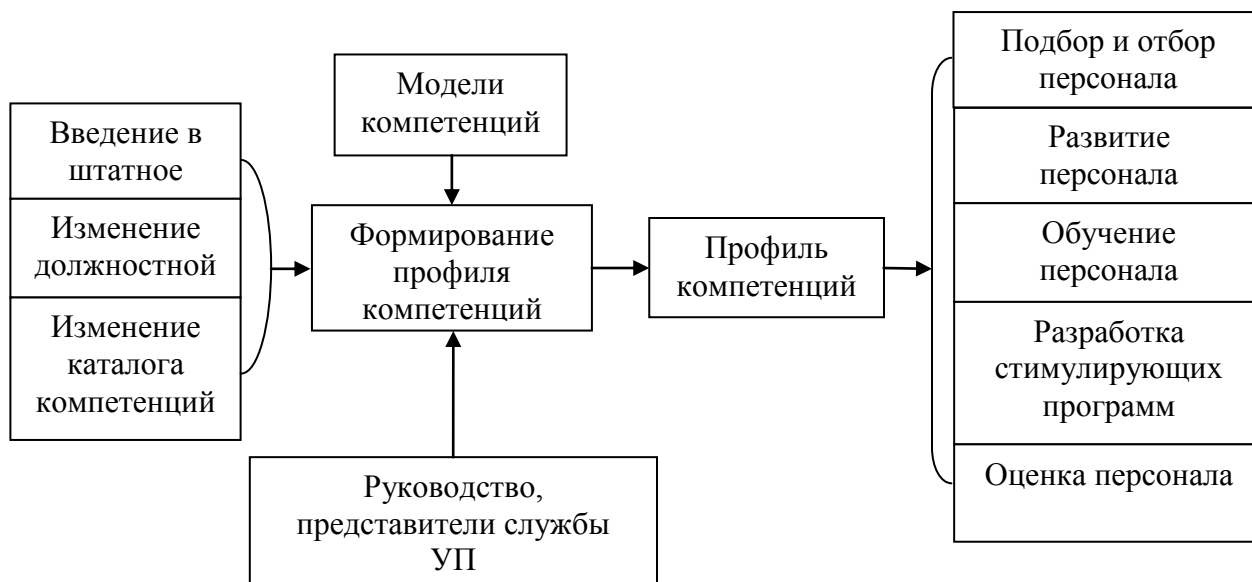 Введение в
штатное
Изменение
должностной
Изменение
каталога
компетенций
Модели
компетенций
Формирование
профиля
компетенций
Руководство,
представители службы
УП
Профиль
компетенций
Подбор и отбор
персонала
Развитие
персонала
Обучение
персонала
Разработка
стимулирующих
программ
Оценка персонала